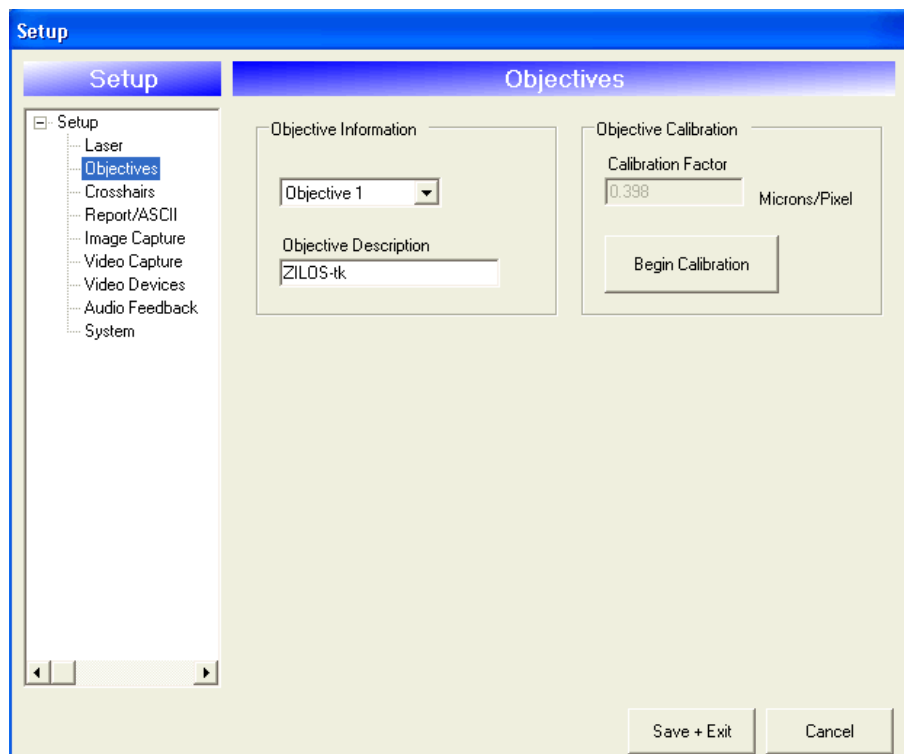 Setup
Setup
Objectives
Setup
Laser
Objectives
Crosshairs
Report/ASCII
Image Capture
Video Capture
Video Devices
Audio Feedback
System
Objective Information
Objective 1
Objective Description
ZILOS-tk
Objective Calibration
Calibration Factor
0.398
Microns/Pixel
Begin Calibration
Save + Exit
Cancel